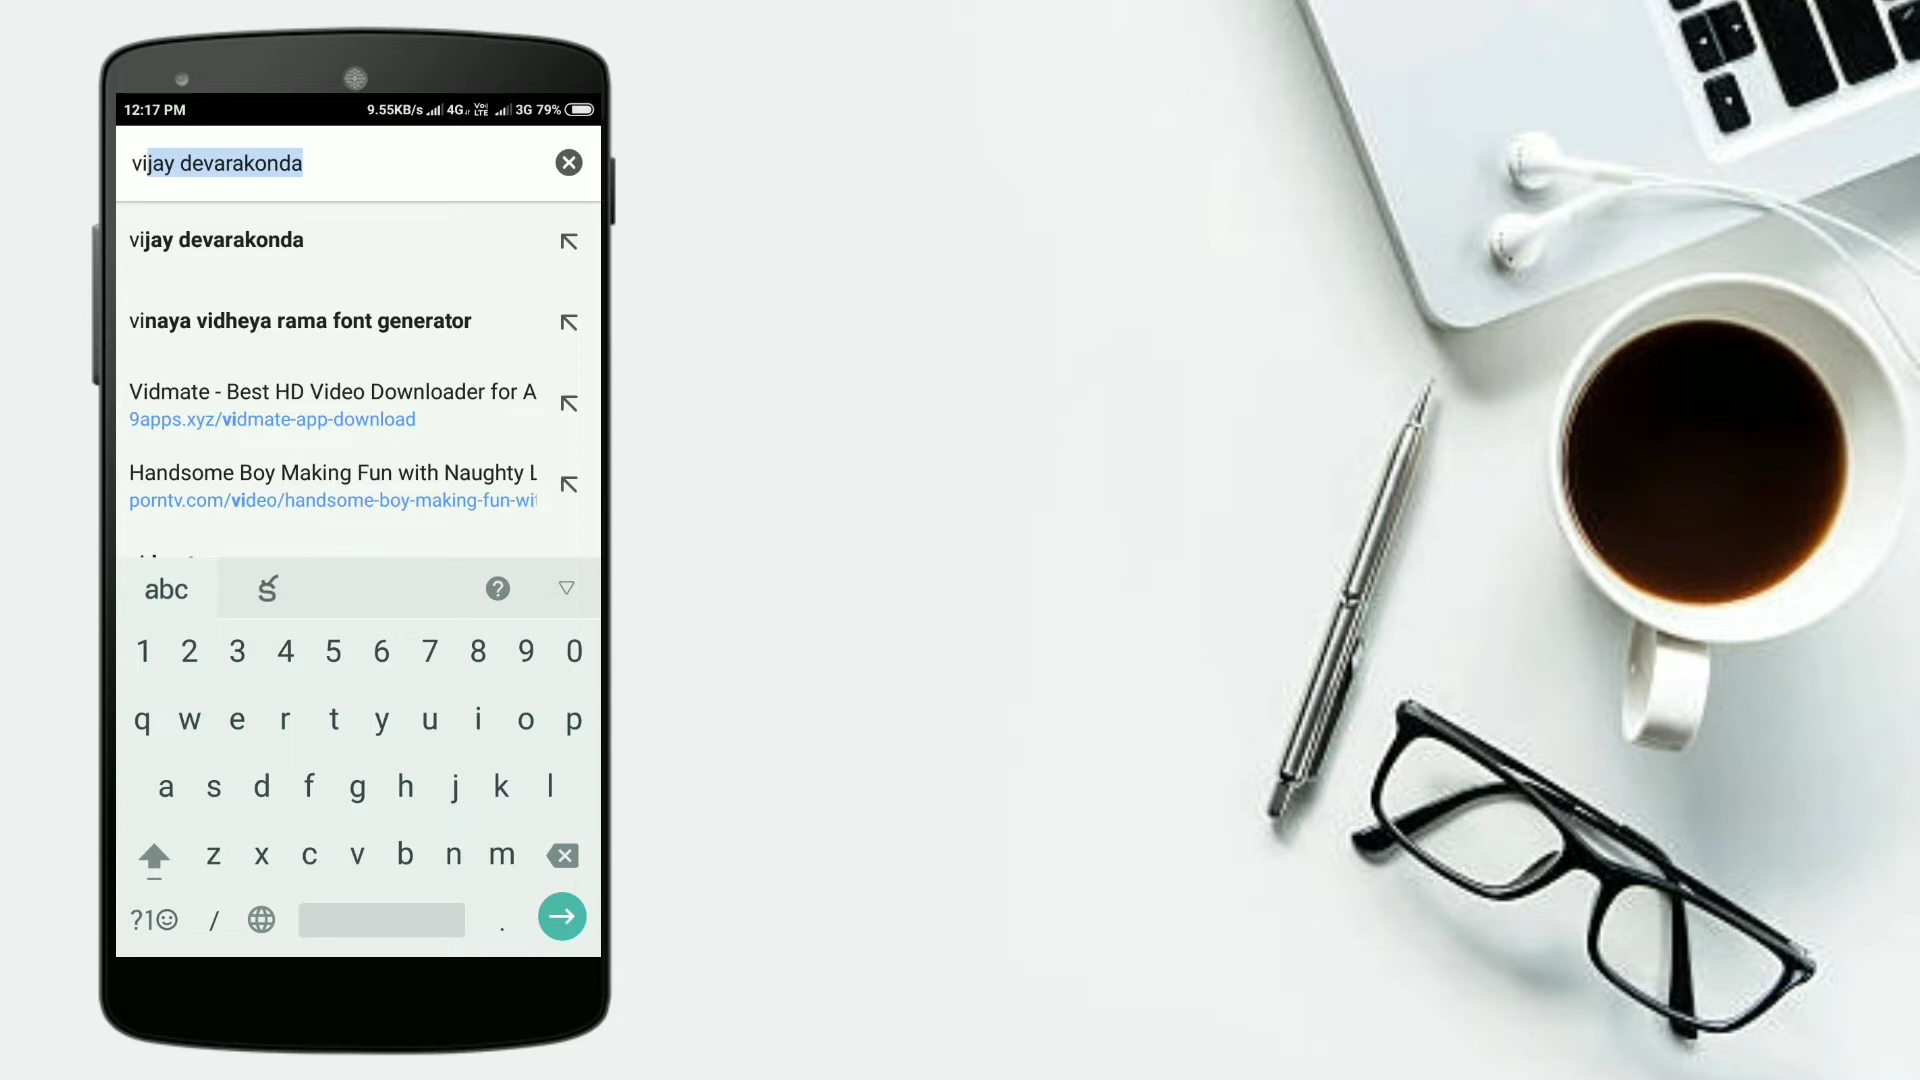 12:17 PM 9.55KB/s 4G VoLTE 3G 79%
vijay devarakonda
vijay devarakonda
vinaya vidheya rama font generator
Vidmate - Best HD Video Downloader for A
9apps.xyz/vidmate-app-download
Handsome Boy Making Fun with Naughty L
porntv.com/video/handsome-boy-making-fun-wit
abc క ?
1 2 3 4 5 6 7 8 9 0
q w e r t y u i o p
a s d f g h j k l
z x c v b n m
?1☺ / .